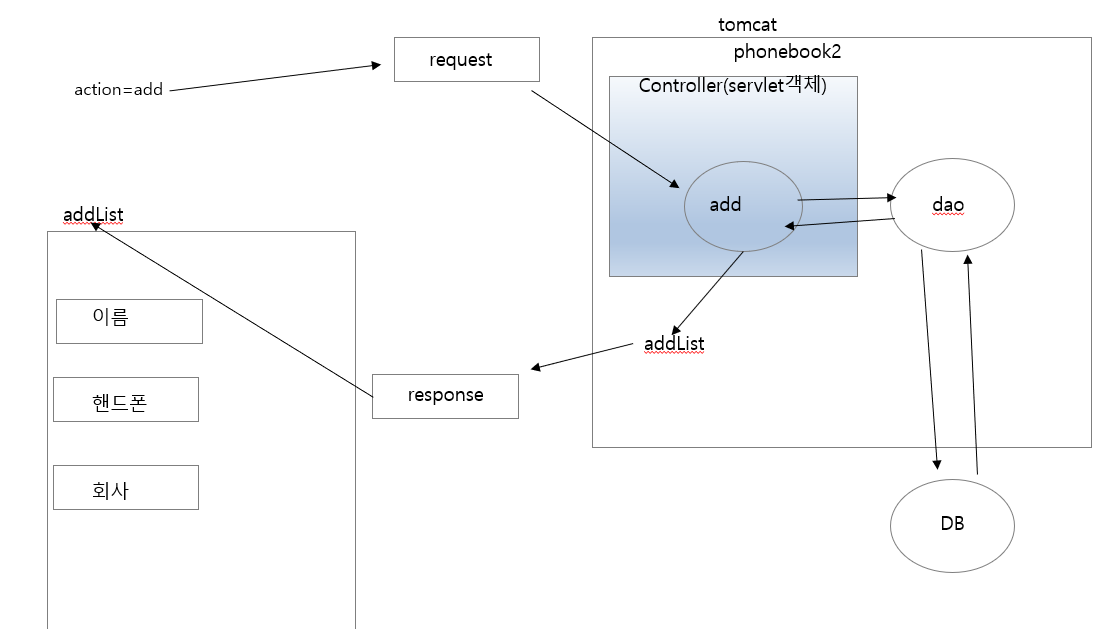 tomcat
phonebook2
request
Controller(servlet객체)
action=add
add
dao
addList
이름
addList
response
핸드폰
회사
DB